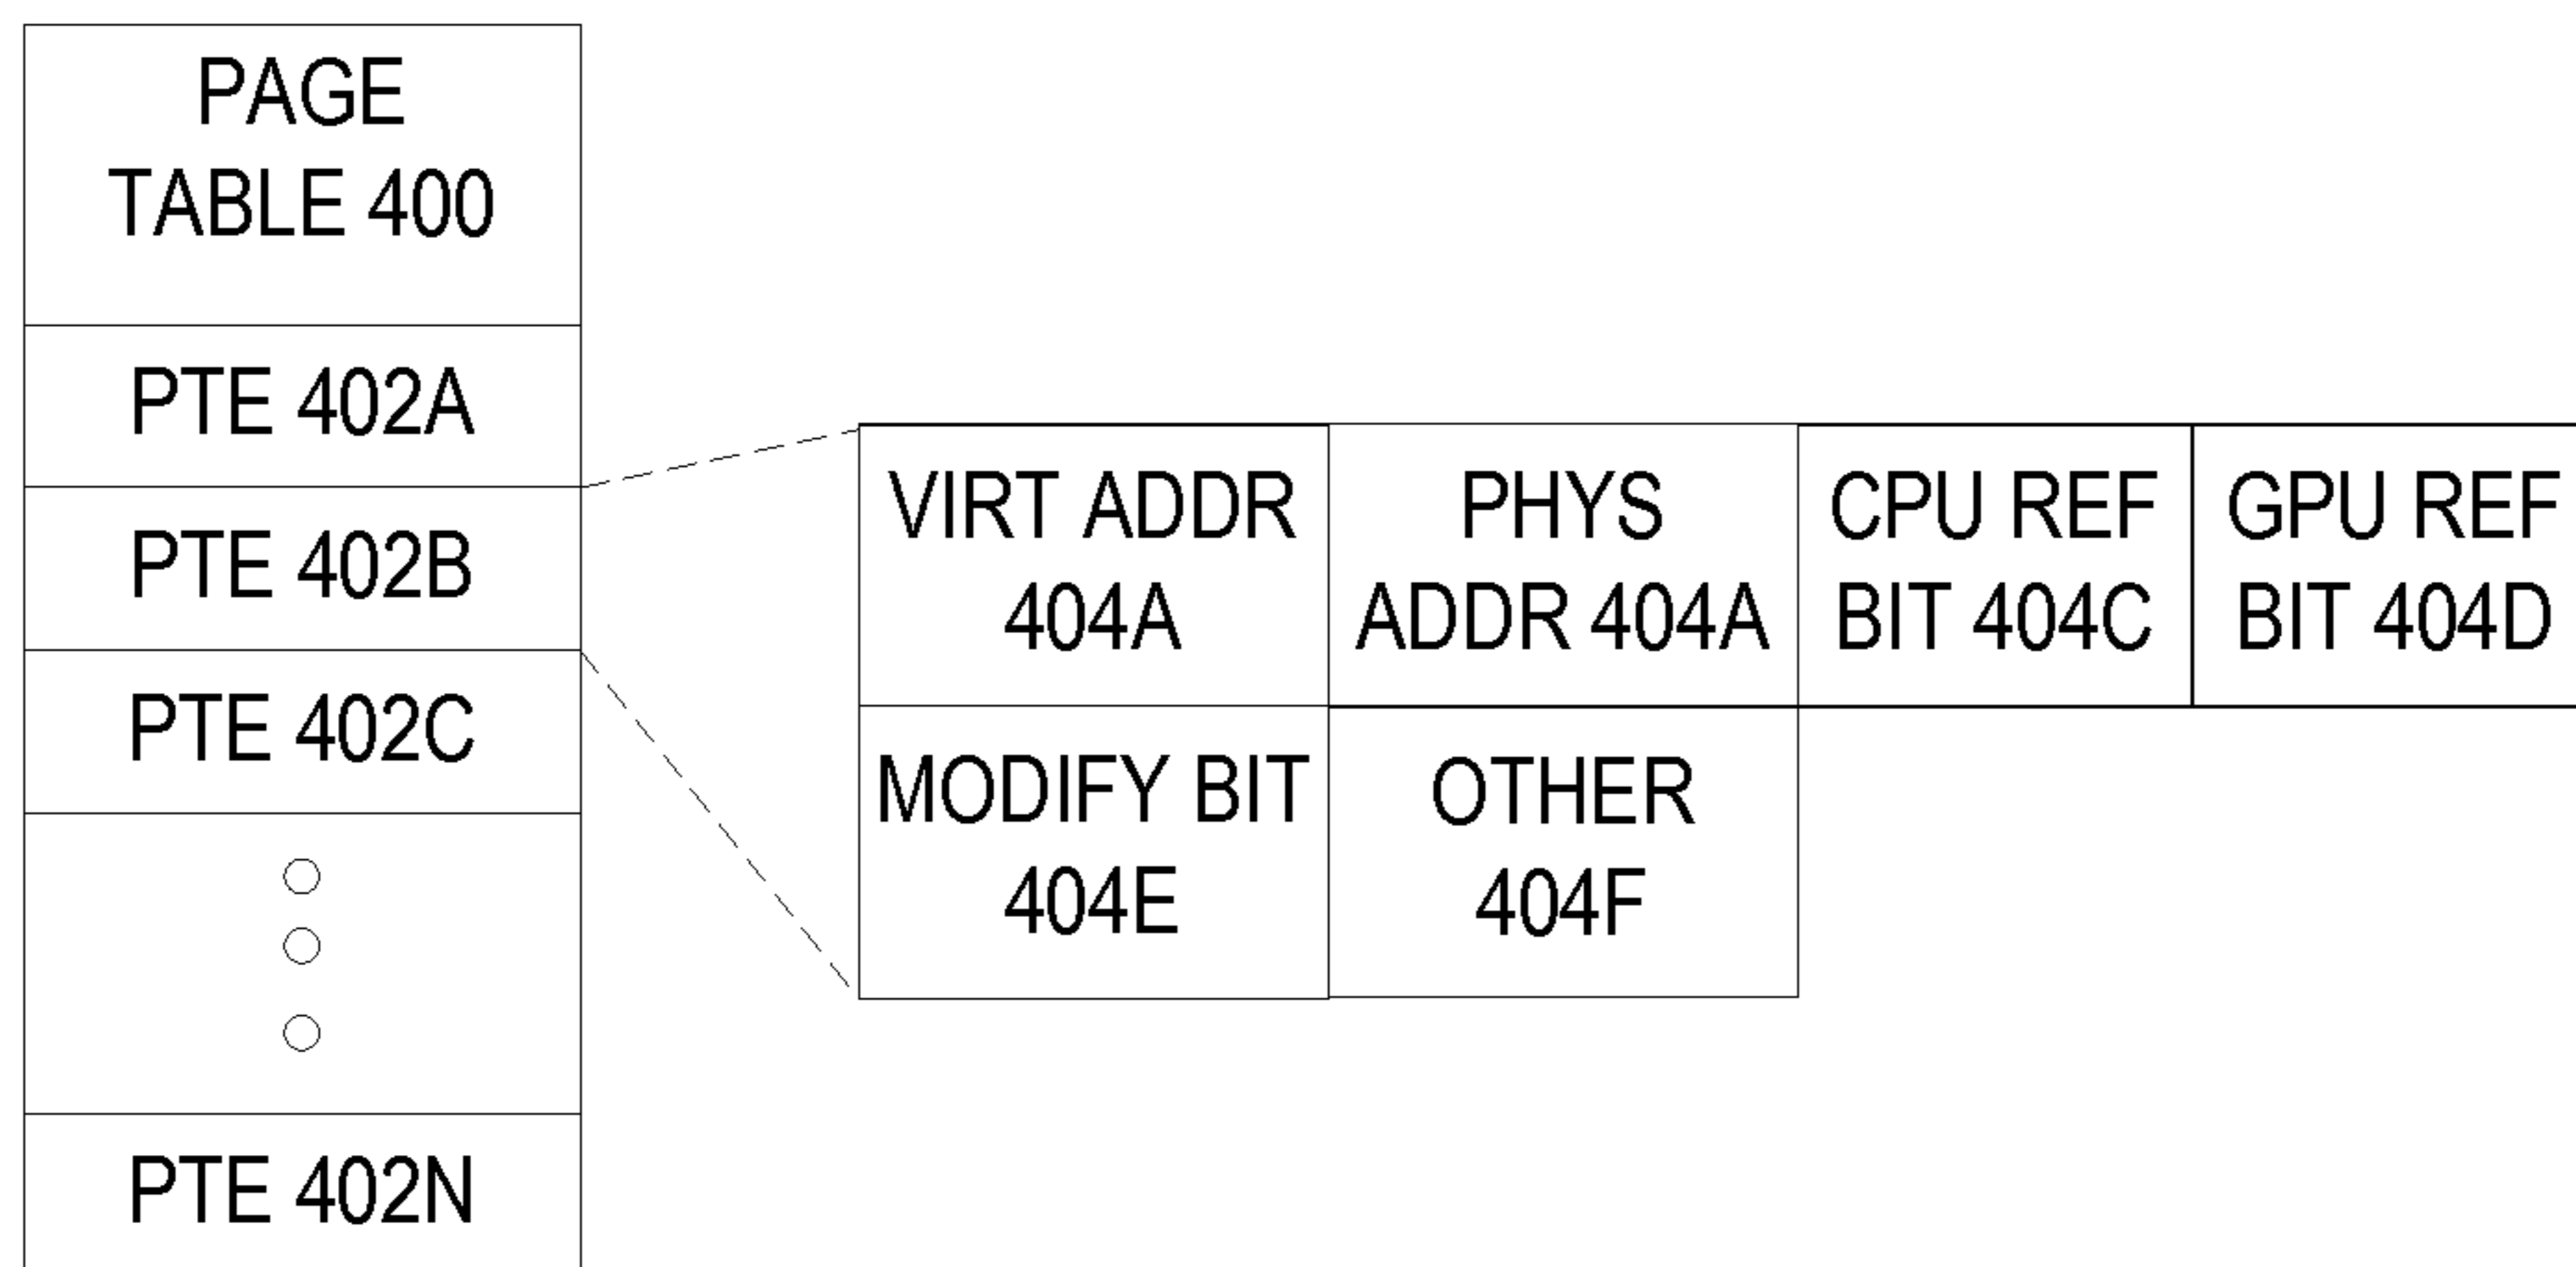 PAGE
TABLE 400
PTE 402A
PTE 402B
PTE 402C
PTE 402N
VIRT ADDR
404A
PHYS
ADDR 404A
CPU REF
BIT 404C
GPU REF
BIT 404D
MODIFY BIT
404E
OTHER
404F